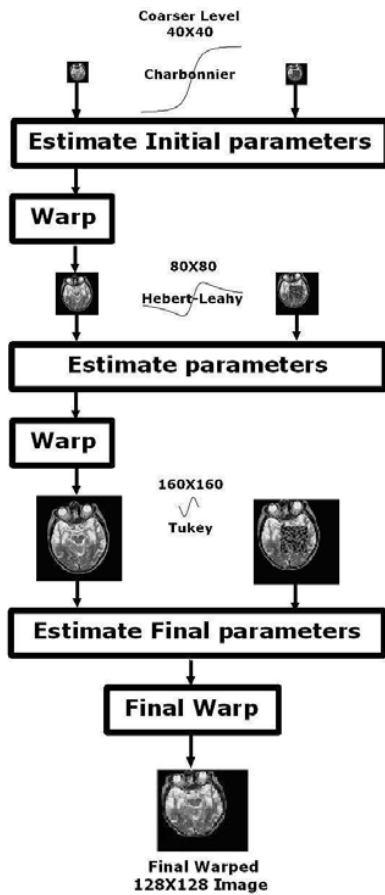 Coarser Level
40X40
Charbonnier
Estimate Initial parameters
Warp
80X80
Hebert-Leahy
Estimate parameters
Warp
160X160
Tukey
Estimate Final parameters
Final Warp
Final Warped
128X128 Image